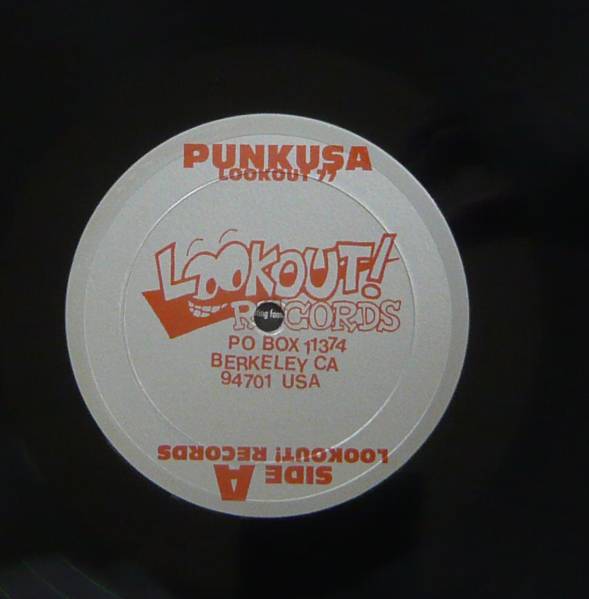 PUNKUSA
LOOKOUT 77
LOOKOUT!
RECORDS
PO BOX 11374
BERKELEY CA
94701 USA
LOOKOUT! RECORDS
SIDE A